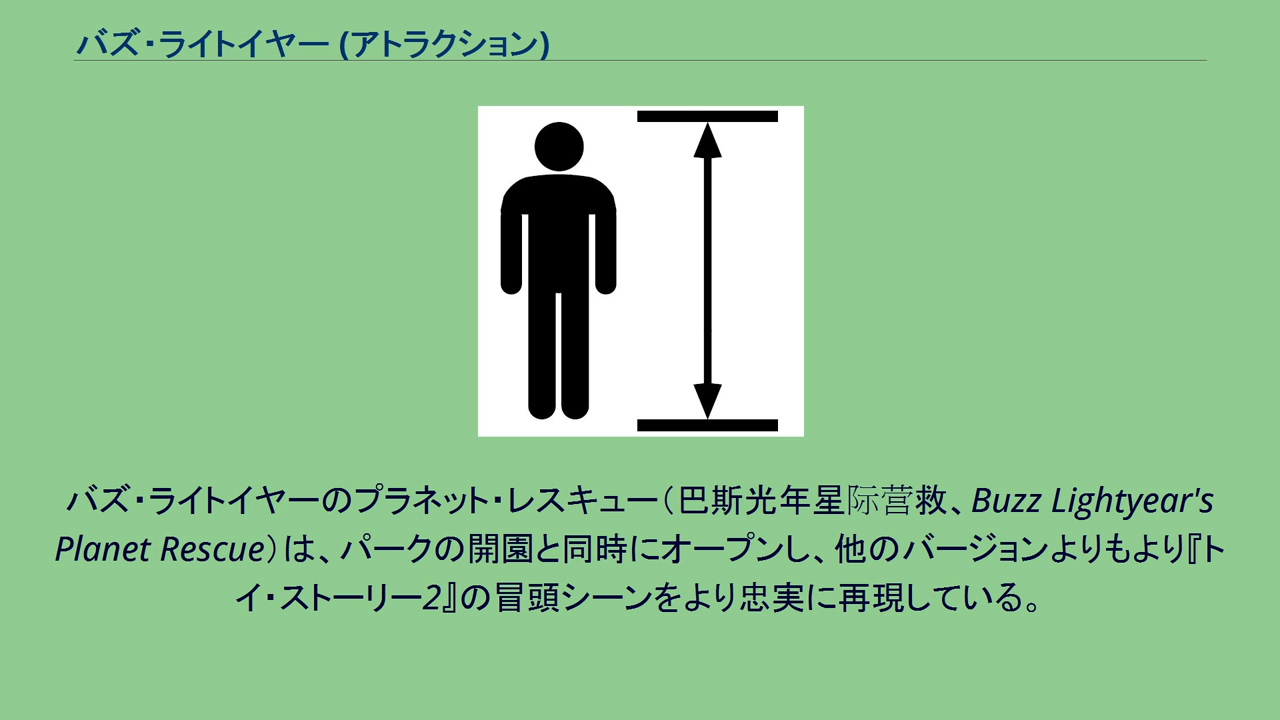 バズ・ライトイヤー (アトラクション)
バズ・ライトイヤーのプラネット・レスキュー（巴斯光年星际营救、Buzz Lightyear's
Planet Rescue）は、パークの開園と同時にオープンし、他のバージョンよりもより『ト
イ・ストーリー2』の冒頭シーンをより忠実に再現している。